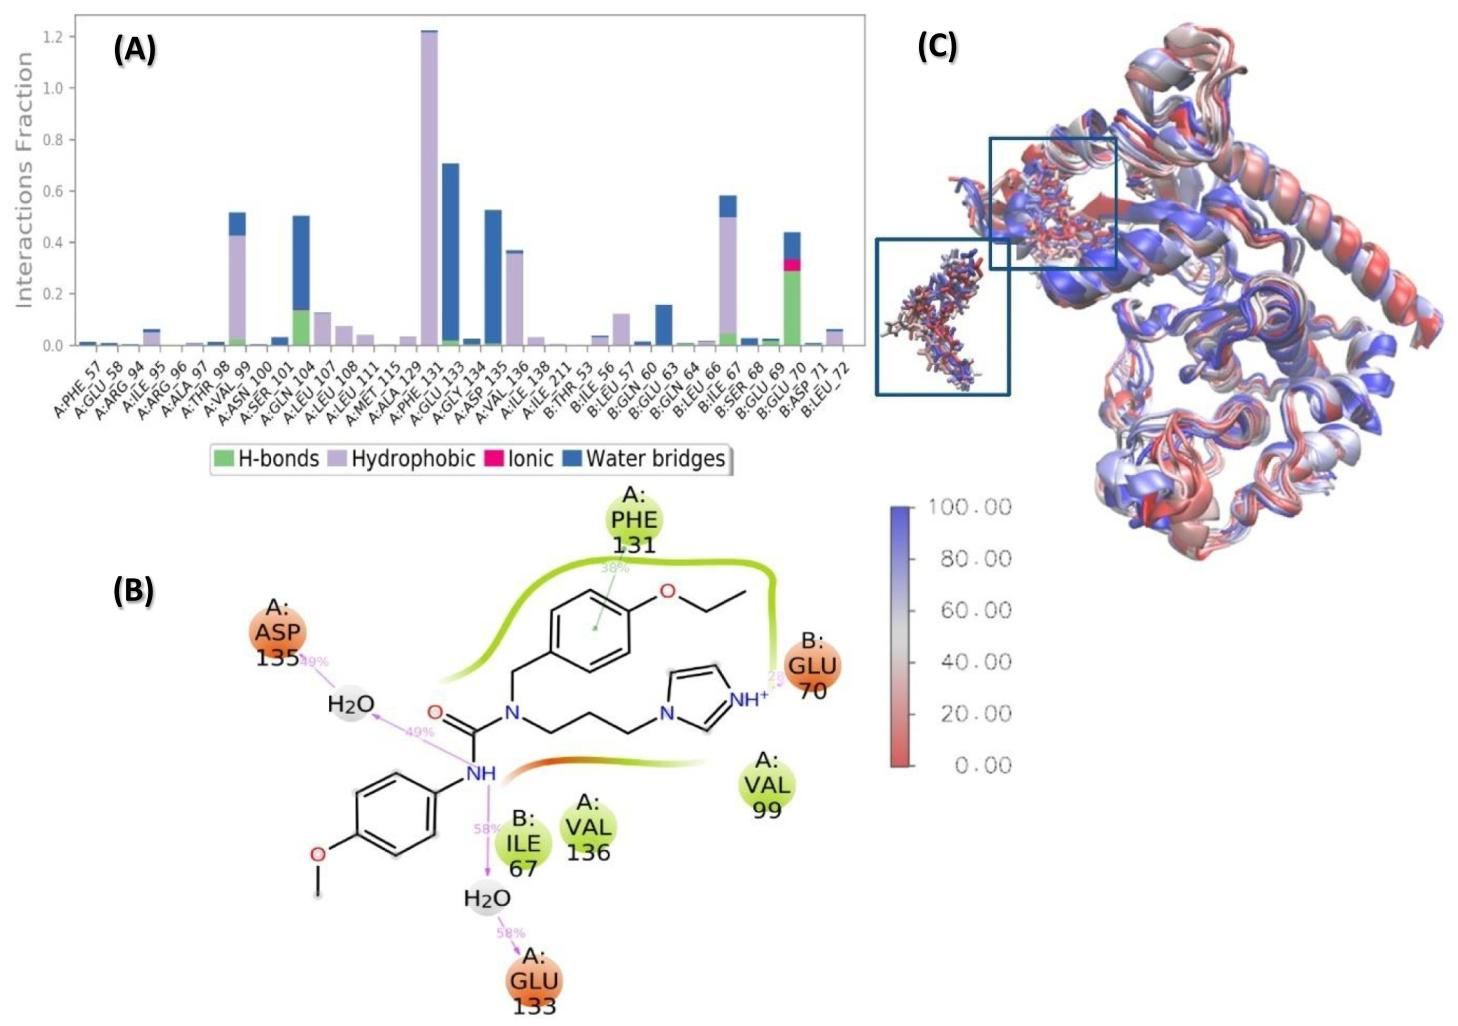 (A)
Interactions Fraction
1.2
1.0
0.8
0.6
0.4
0.2
0.0
A:PHE_57
A:GLU_58
A:ARG_94
A:ILE_95
A:ARG_96
A:ALA_97
A:THR_98
A:VAL_99
A:ASN_100
A:SER_101
A:GLN_104
A:LEU_107
A:LEU_108
A:LEU_111
A:MET_115
A:ALA_129
A:PHE_131
A:GLU_133
A:GLY_134
A:ASP_135
A:VAL_136
A:ILE_138
A:ILE_211
B:THR_53
B:ILE_56
B:LEU_57
B:GLN_60
B:GLU_63
B:GLN_64
B:LEU_66
B:ILE_67
B:SER_68
B:GLU_69
B:GLU_70
B:ASP_71
B:LEU_72
H-bonds Hydrophobic Ionic Water bridges
(B)
A:
PHE
131
38%
A:
ASP
135
49%
H2O
49%
O
N
NH
O
N
NH+
28
B:
GLU
70
A:
VAL
99
A:
VAL
136
B:
ILE
67
58%
H2O
58%
A:
GLU
133
O
(C)
100.00
80.00
60.00
40.00
20.00
0.00